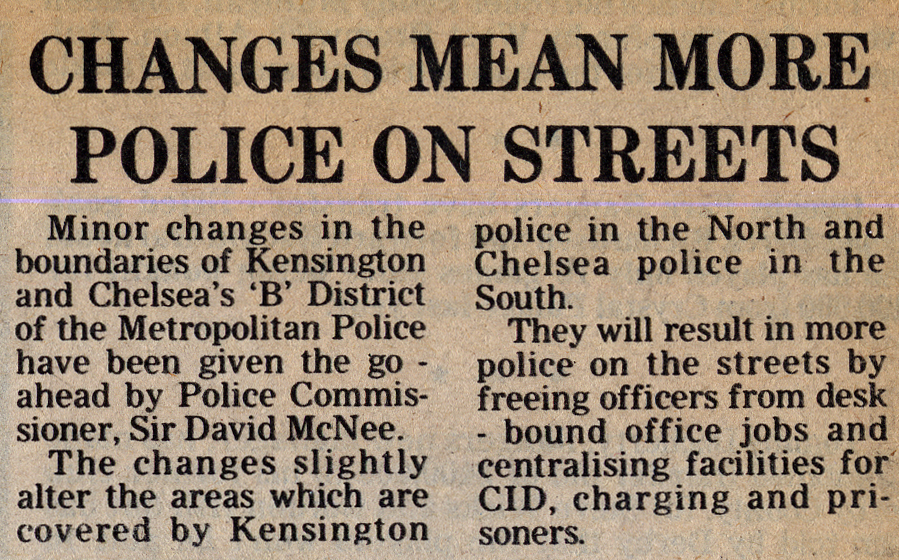 CHANGES MEAN MORE
POLICE ON STREETS
Minor changes in the
boundaries of Kensington
and Chelsea's 'B' District
of the Metropolitan Police
have been given the go -
ahead by Police Commis-
sioner, Sir David McNee.
The changes slightly
alter the areas which are
covered by Kensington
police in the North and
Chelsea police in the
South.
They will result in more
police on the streets by
freeing officers from desk
- bound office jobs and
centralising facilities for
CID, charging and pri-
soners.